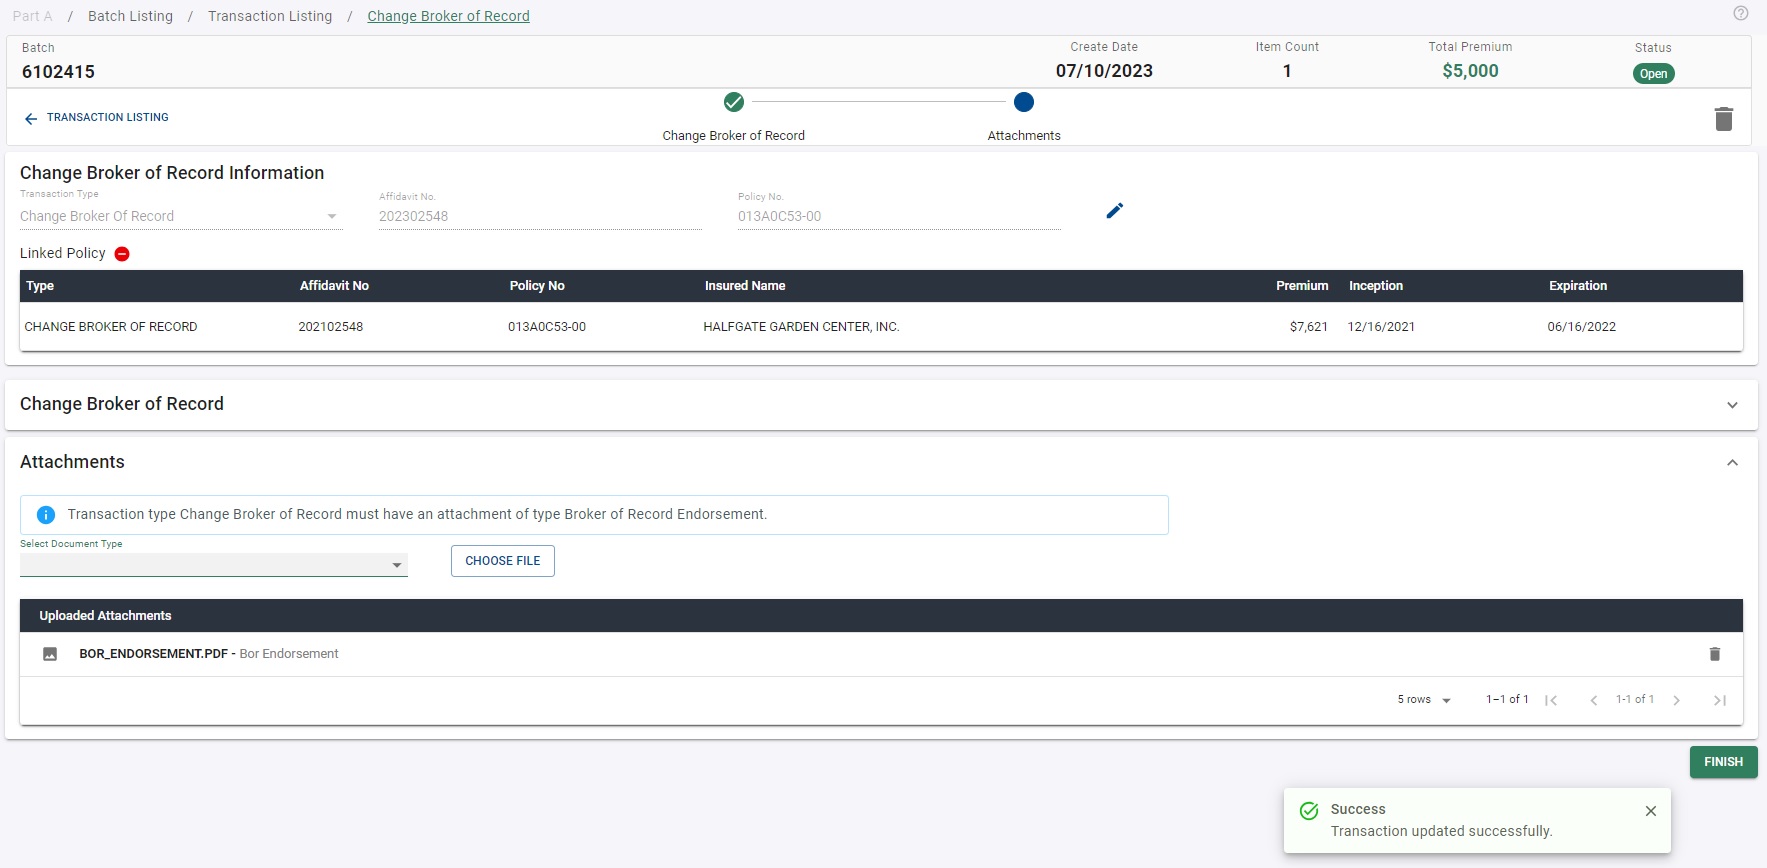 Part A / Batch Listing / Transaction Listing / Change Broker of Record
Batch Create Date Item Count Total Premium Status
6102415 07/10/2023 1 $5,000 Open
TRANSACTION LISTING
Change Broker of Record Attachments
Change Broker of Record Information
Transaction Type Affidavit No. Policy No.
Change Broker Of Record 202302548 013A0C53-00
Linked Policy
Type Affidavit No Policy No Insured Name Premium Inception Expiration
CHANGE BROKER OF RECORD 202102548 013A0C53-00 HALFGATE GARDEN CENTER, INC. $7,621 12/16/2021 06/16/2022
Change Broker of Record
Attachments
Transaction type Change Broker of Record must have an attachment of type Broker of Record Endorsement.
Select Document Type
CHOOSE FILE
Uploaded Attachments
BOR_ENDORSEMENT.PDF - Bor Endorsement
5 rows 1–1 of 1 1-1 of 1
FINISH
Success
Transaction updated successfully.